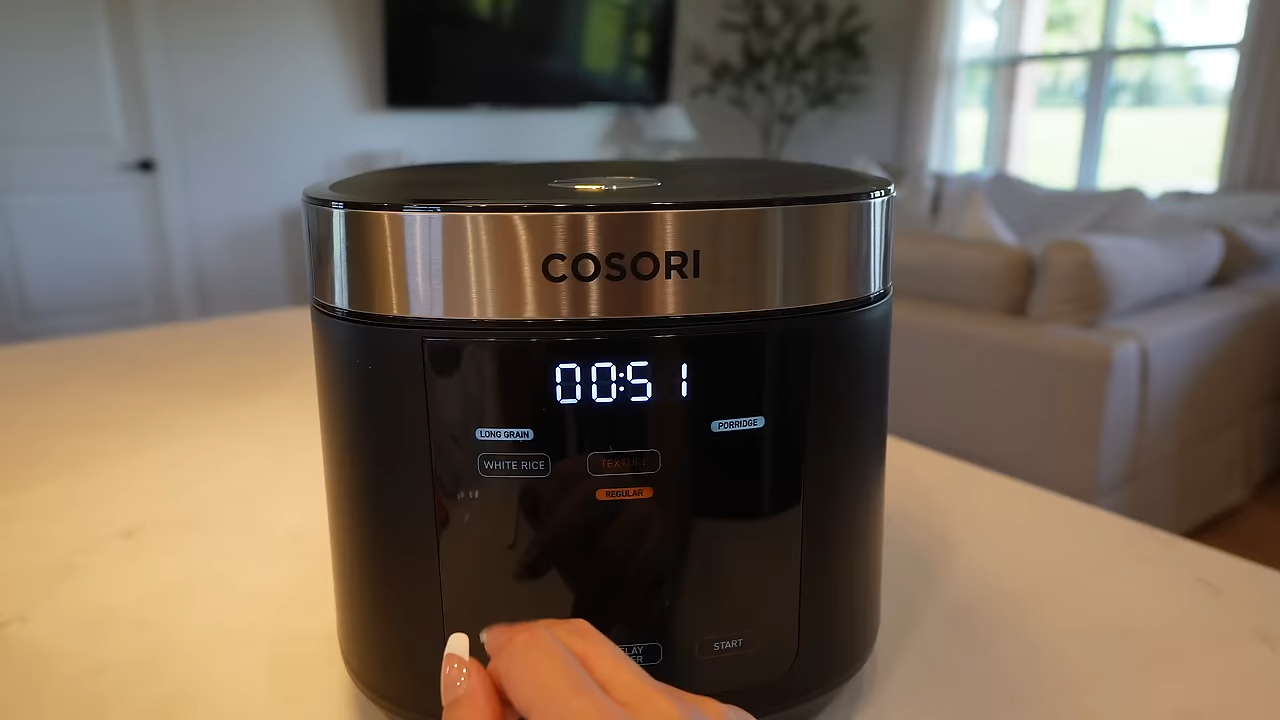 COSORI
00:51
LONG GRAIN
PORRIDGE
WHITE RICE
TEXTURE
REGULAR
START